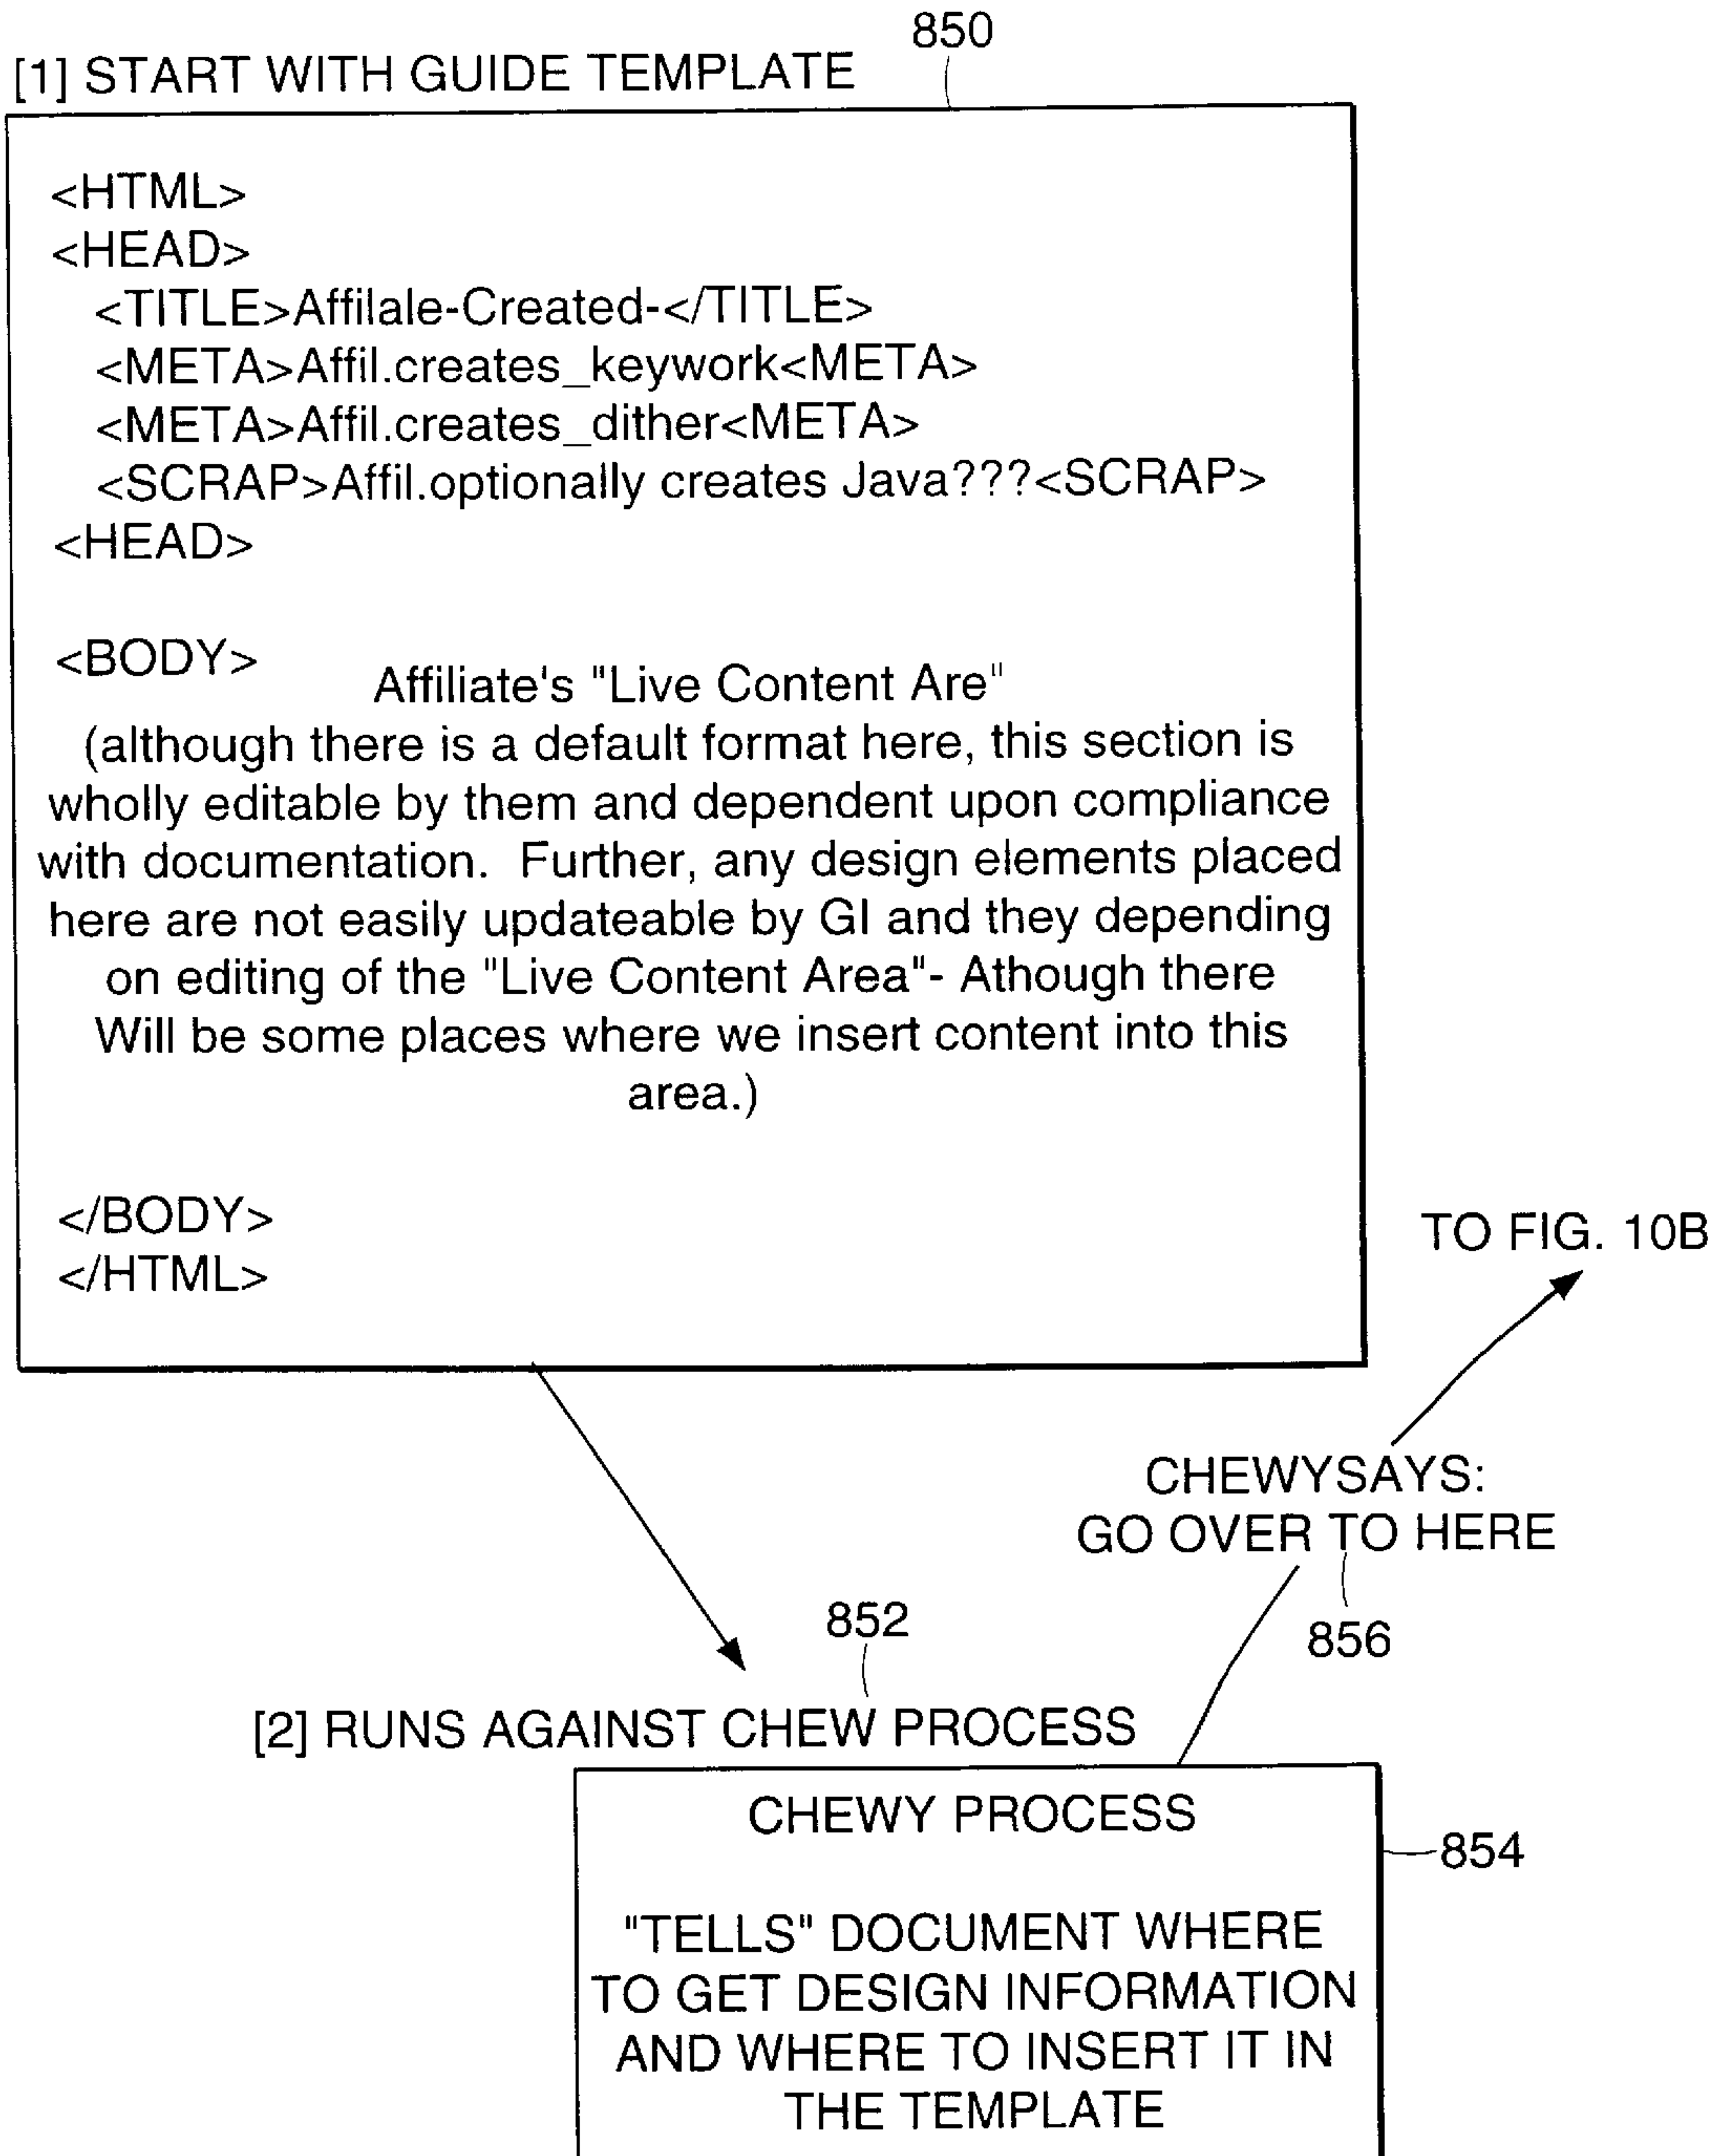 850
[1] START WITH GUIDE TEMPLATE
<HTML>
<HEAD>
<TITLE>Affilale-Created-</TITLE>
<META>Affil.creates_keywork<META>
<META>Affil.creates_dither<META>
<SCRAP>Affil.optionally creates Java???<SCRAP>
<HEAD>
<BODY>
Affiliate's "Live Content Are"
(although there is a default format here, this section is
wholly editable by them and dependent upon compliance
with documentation. Further, any design elements placed
here are not easily updateable by GI and they depending
on editing of the "Live Content Area"- Athough there
Will be some places where we insert content into this
area.)
</BODY>
</HTML>
TO FIG. 10B
CHEWYSAYS:
GO OVER TO HERE
856
852
[2] RUNS AGAINST CHEW PROCESS
CHEWY PROCESS
854
"TELLS" DOCUMENT WHERE
TO GET DESIGN INFORMATION
AND WHERE TO INSERT IT IN
THE TEMPLATE